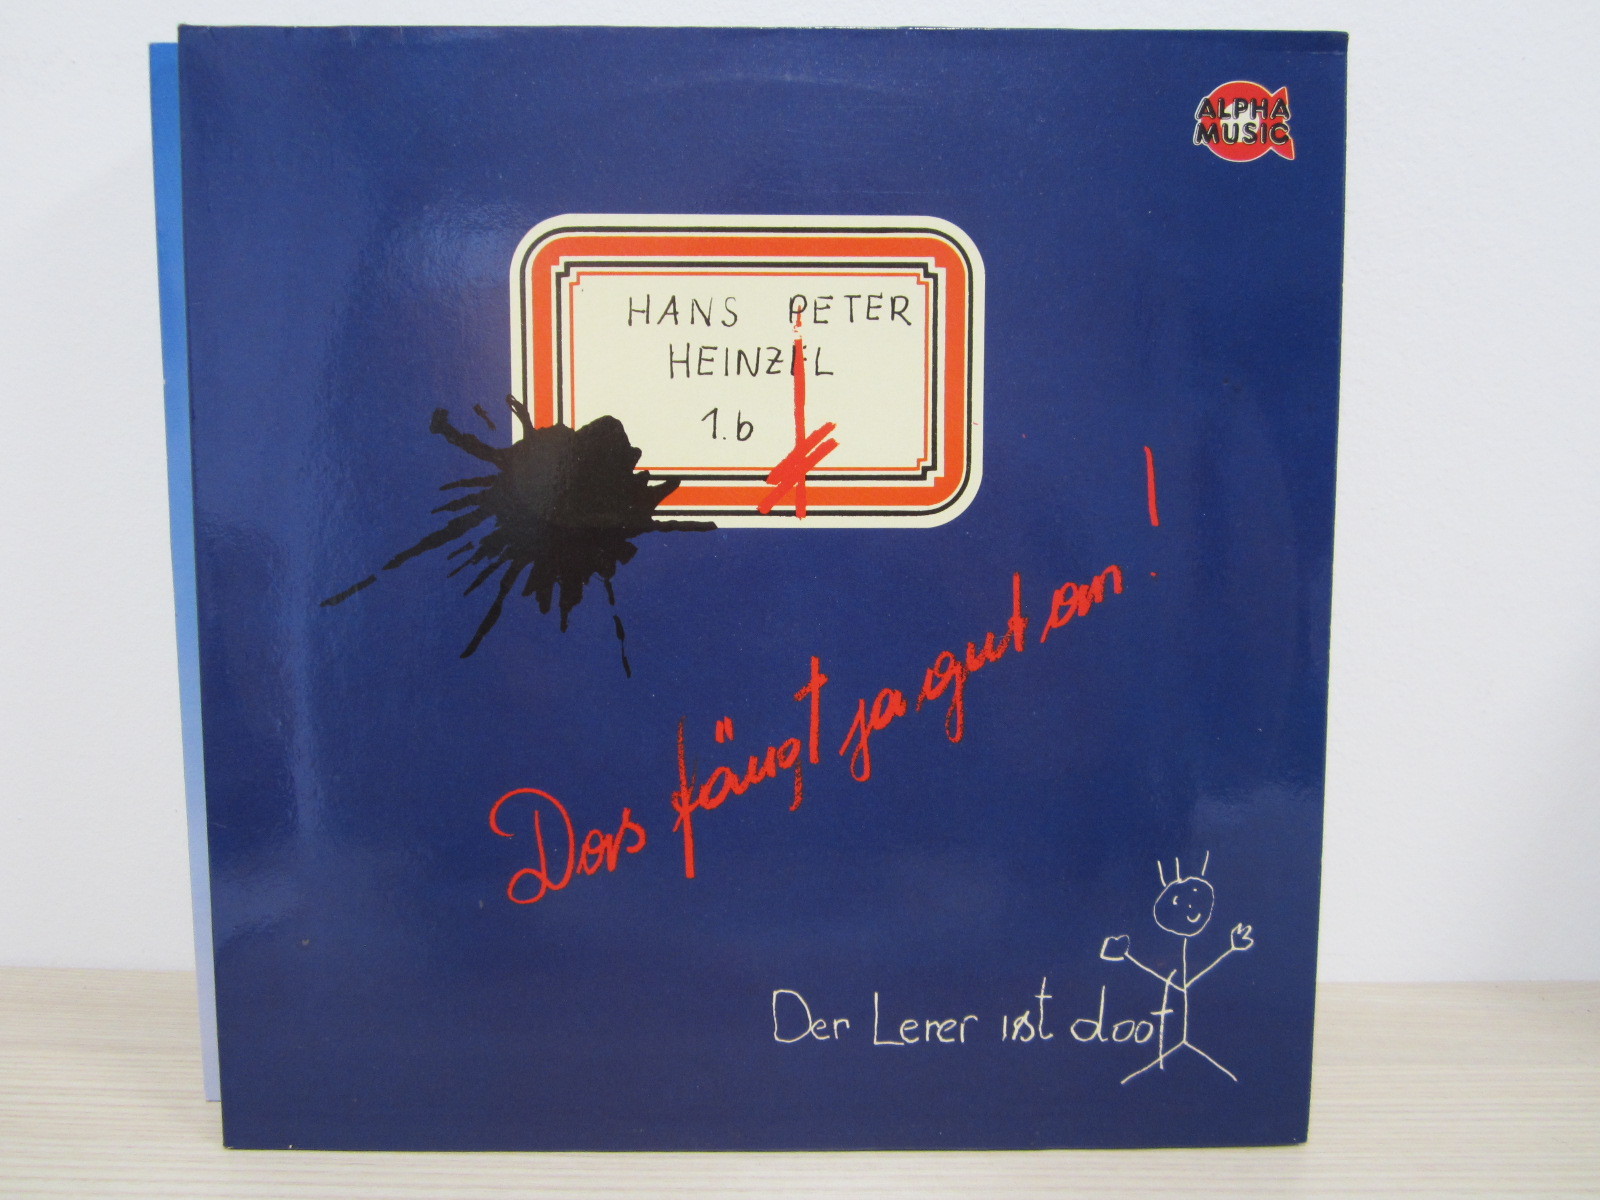 ALPHA
MUSIC
HANS PETER
HEINZEL
1.b
Das fängt ja gut an!
Der Lerer ist doof